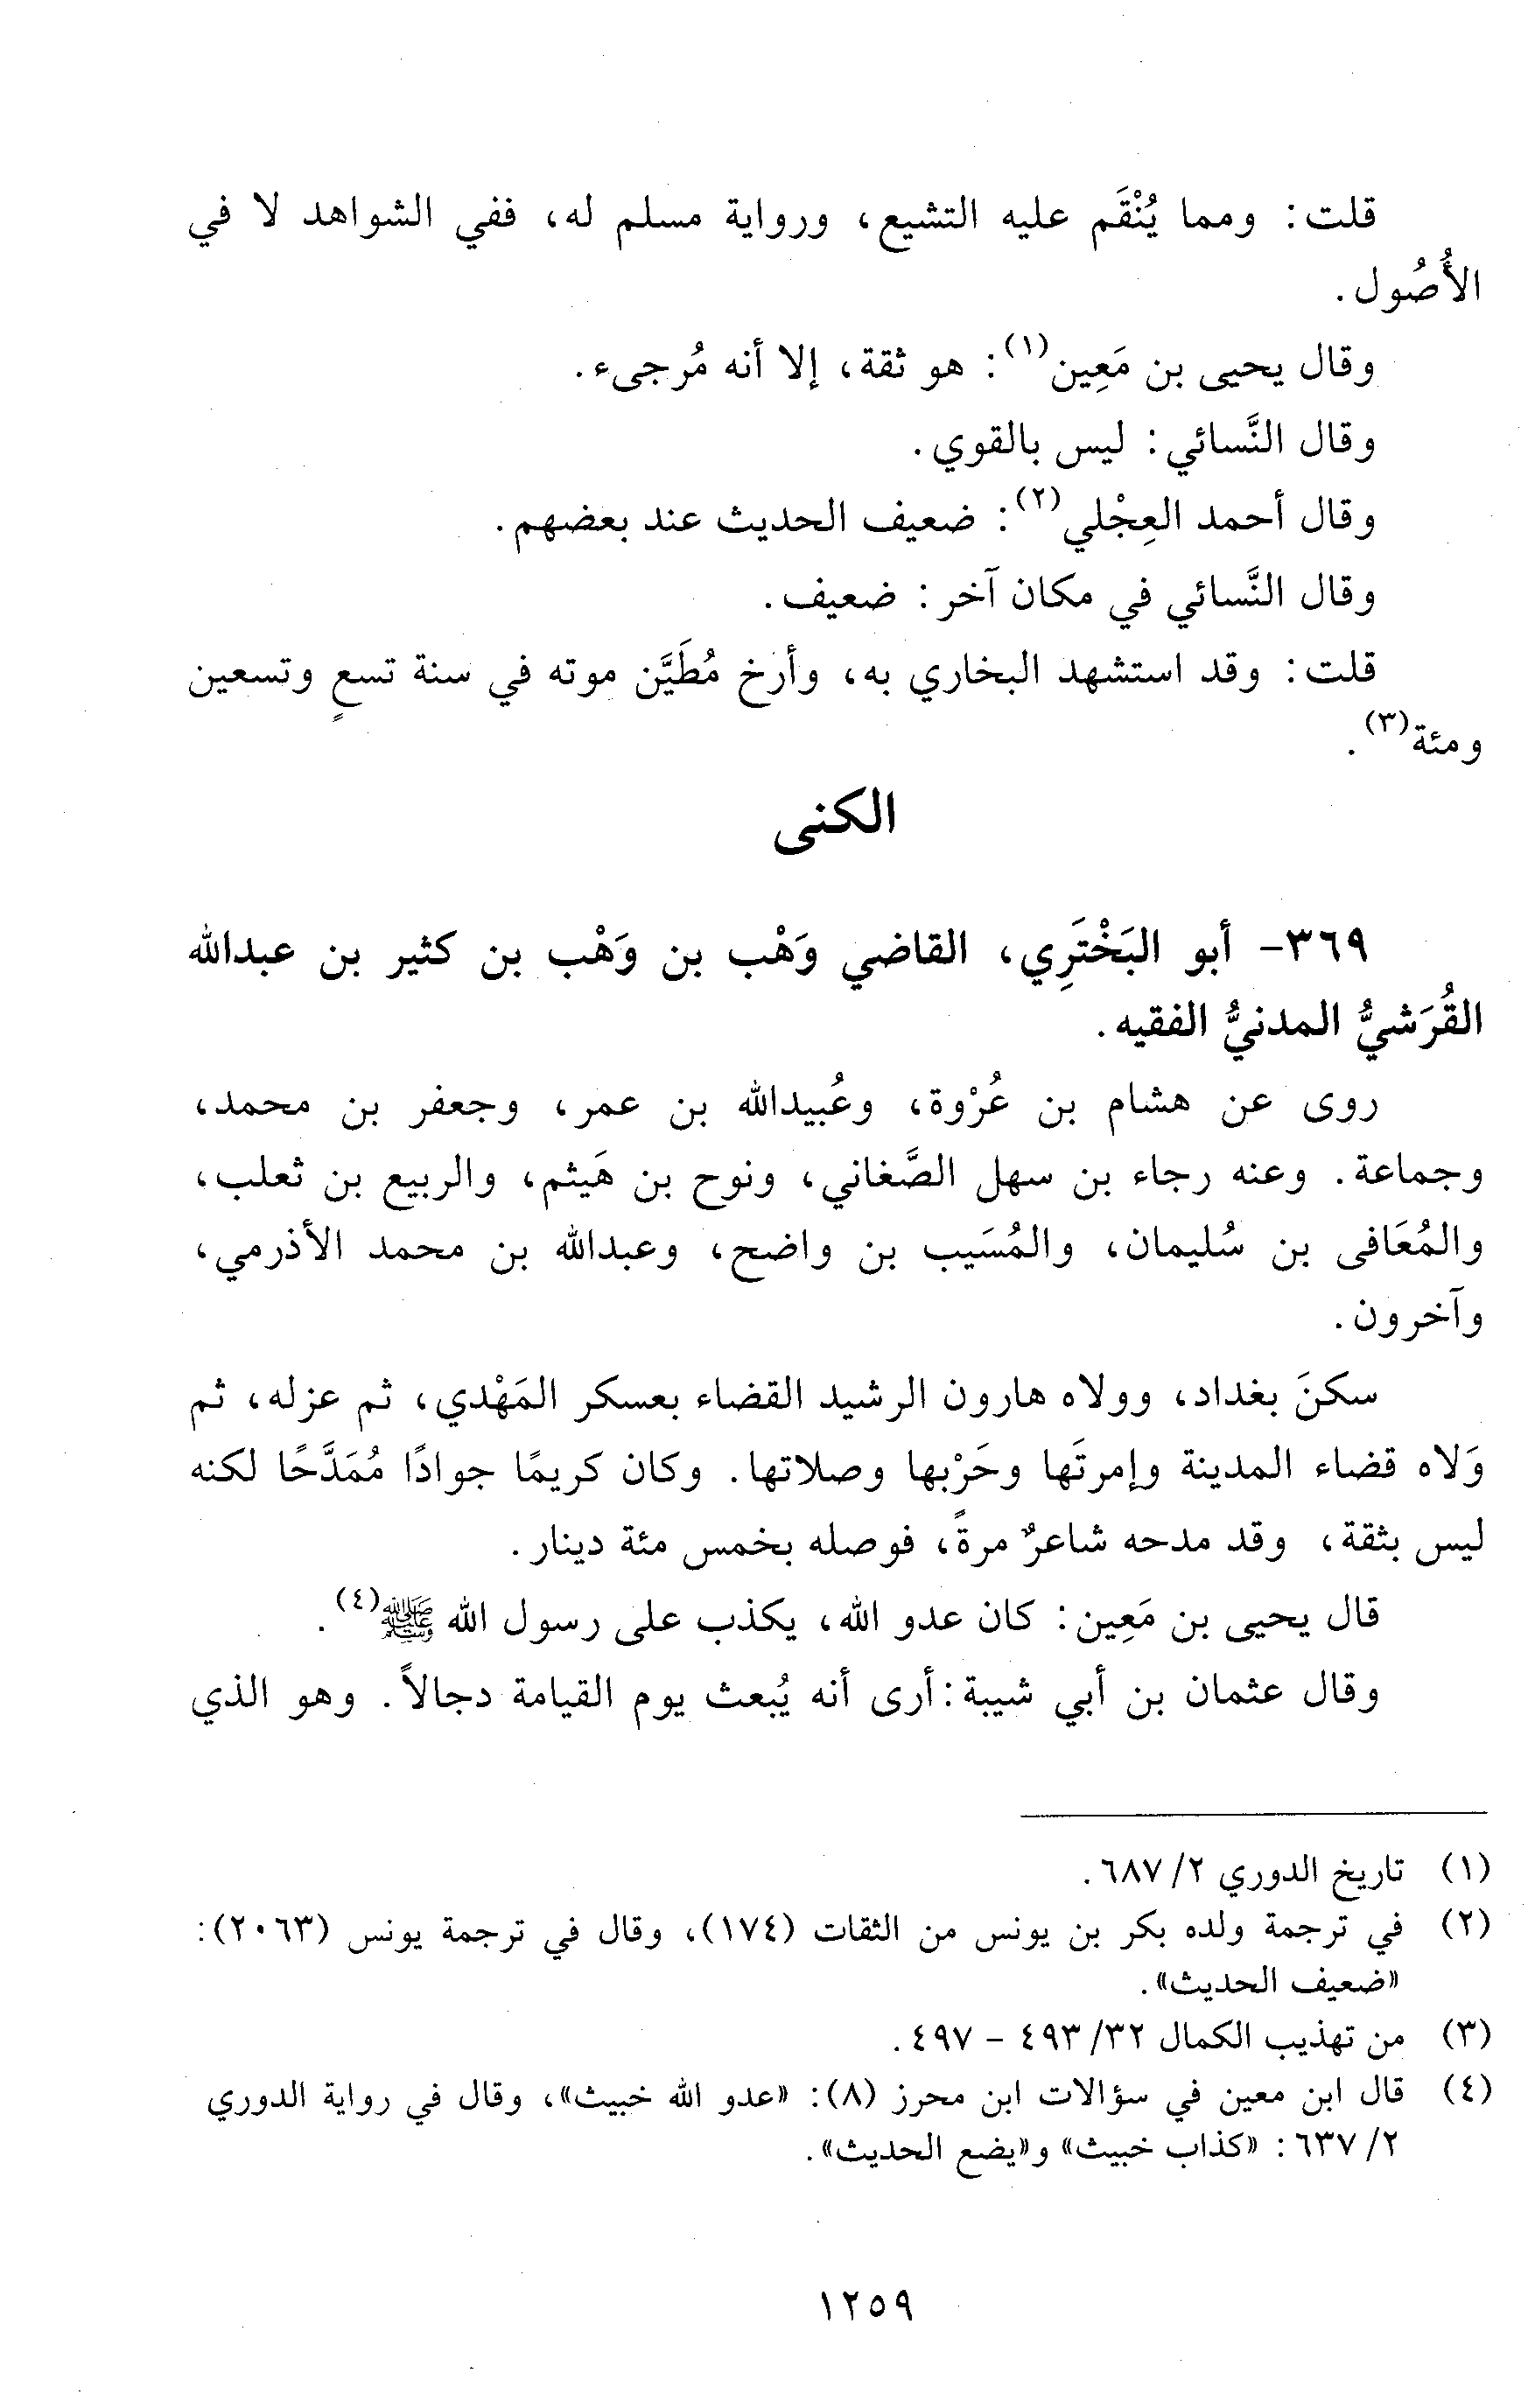 قلت: ومما يُنْقَم عليه التشيع، ورواية مسلم له، ففي الشواهد لا في
الأُصُول.
وقال يحيى بن مَعِين(١): هو ثقة، إلا أنه مُرجىء.
وقال النَّسائي: ليس بالقوي.
وقال أحمد العِجْلي(٢): ضعيف الحديث عند بعضهم.
وقال النَّسائي في مكان آخر: ضعيف.
قلت: وقد استشهد البخاري به، وأرخ مُطَيَّن موته في سنة تسعٍ وتسعين
ومئة(٣).
الكنى
٣٦٩- أبو البَخْتَرِي، القاضي وَهْب بن وَهْب بن كثير بن عبدالله
القُرَشيُّ المدنيُّ الفقيه.
روى عن هشام بن عُرْوة، وعُبيدالله بن عمر، وجعفر بن محمد،
وجماعة. وعنه رجاء بن سهل الصَّغاني، ونوح بن هَيثم، والربيع بن ثعلب،
والمُعَافى بن سُليمان، والمُسَيب بن واضح، وعبدالله بن محمد الأذرمي،
وآخرون.
سكنَ بغداد، وولاه هارون الرشيد القضاء بعسكر المَهْدي، ثم عزله، ثم
وَلاه قضاء المدينة وإمرتَها وحَرْبها وصلاتها. وكان كريمًا جوادًا مُمَدَّحًا لكنه
ليس بثقة، وقد مدحه شاعرٌ مرةً، فوصله بخمس مئة دينار.
قال يحيى بن مَعِين: كان عدو الله، يكذب على رسول الله ﷺ(٤).
وقال عثمان بن أبي شيبة: أرى أنه يُبعث يوم القيامة دجالاً. وهو الذي
(١) تاريخ الدوري ٢/ ٦٨٧.
(٢) في ترجمة ولده بكر بن يونس من الثقات (١٧٤)، وقال في ترجمة يونس (٢٠٦٣):
«ضعيف الحديث».
(٣) من تهذيب الكمال ٣٢/ ٤٩٣ - ٤٩٧.
(٤) قال ابن معين في سؤالات ابن محرز (٨): «عدو الله خبيث»، وقال في رواية الدوري
٢/ ٦٣٧: «كذاب خبيث» و«يضع الحديث».
١٢٥٩